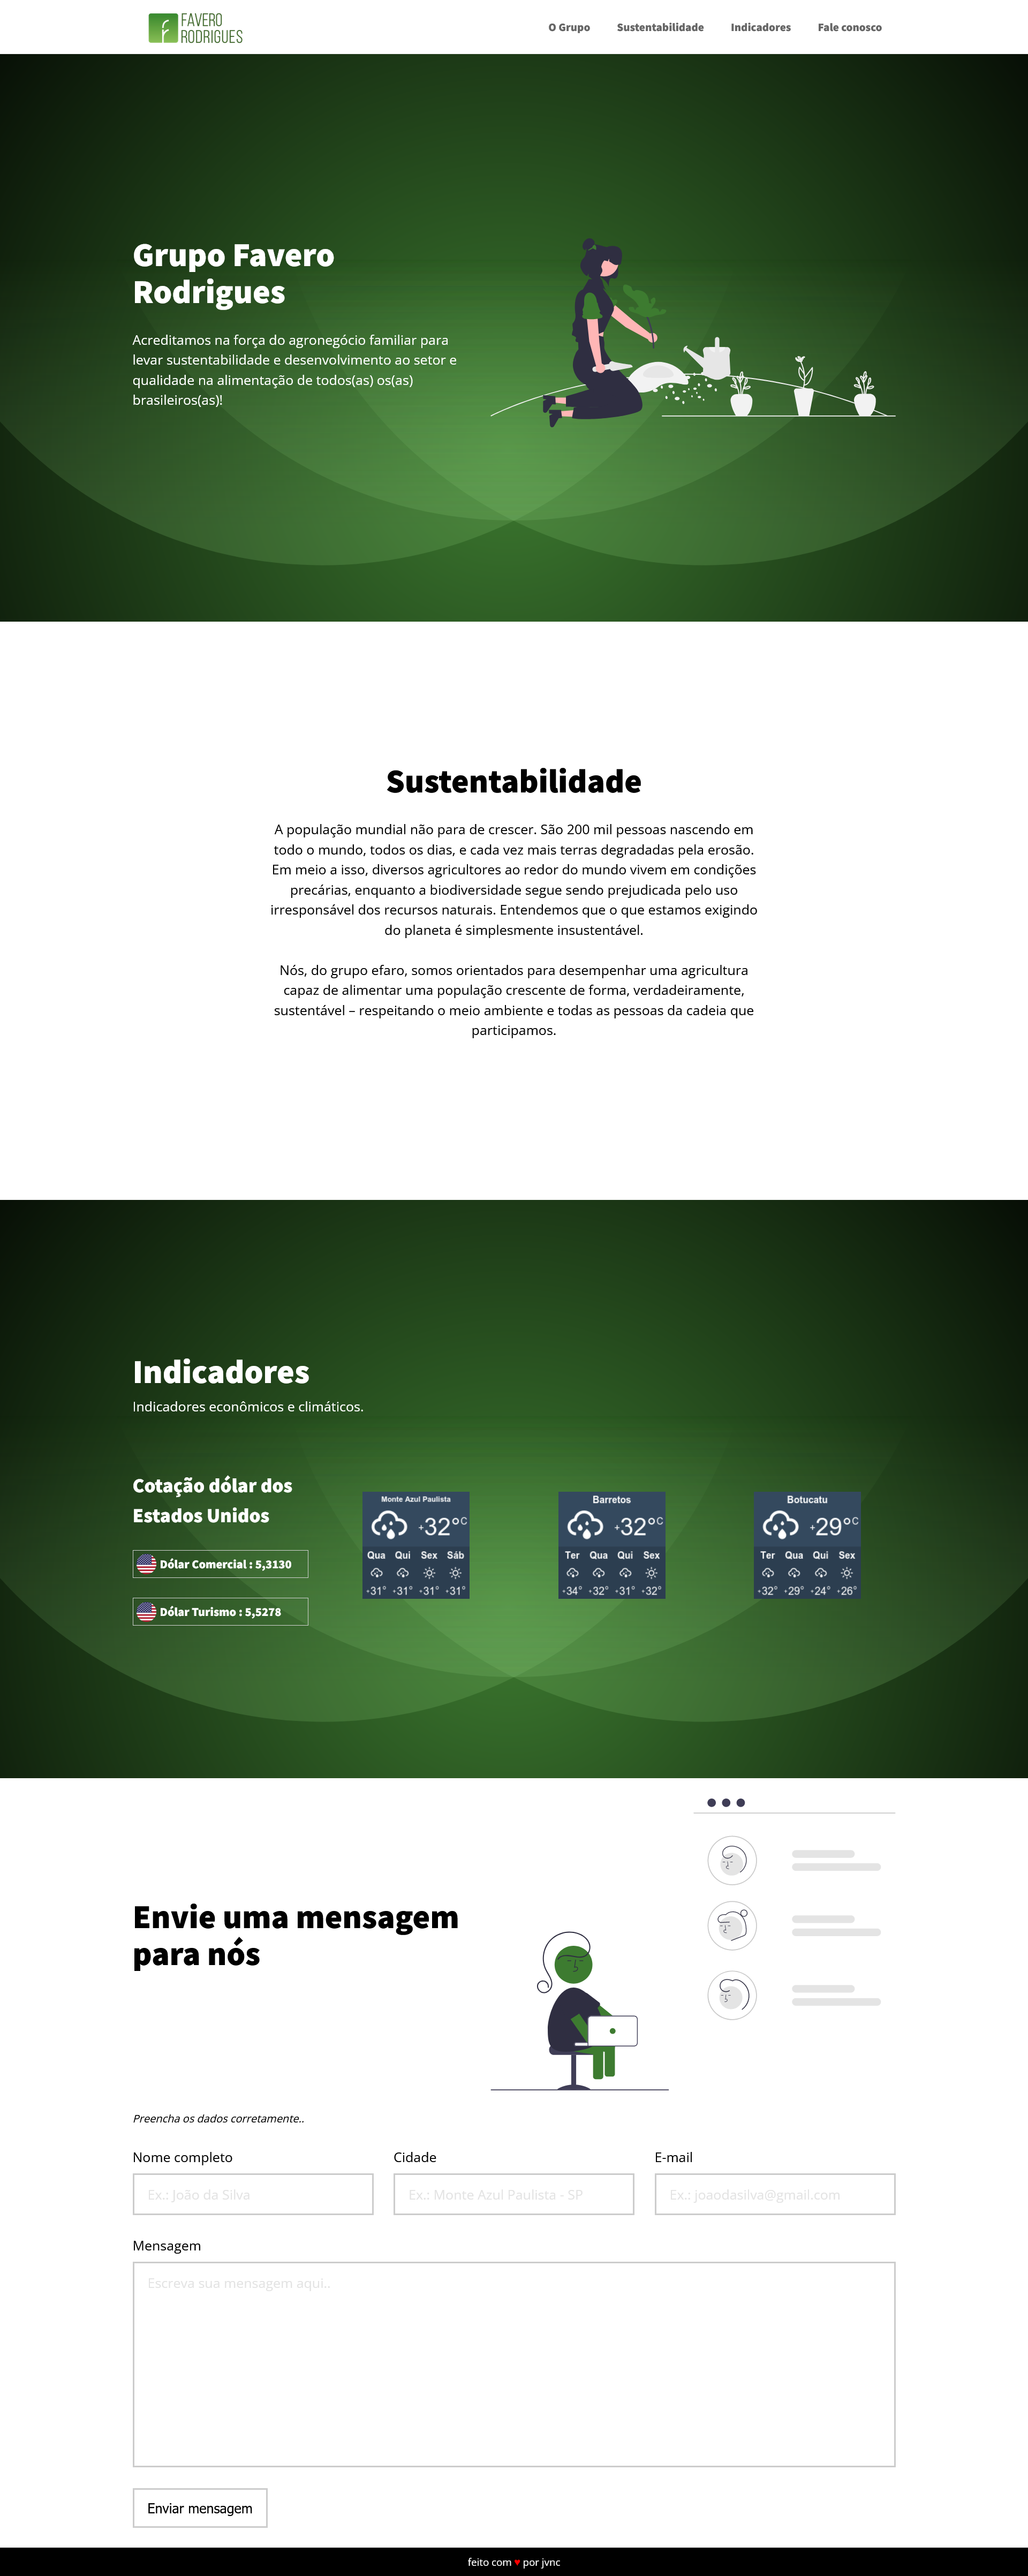 FAVERO
RODRIGUES
O Grupo Sustentabilidade Indicadores Fale conosco
Grupo Favero
Rodrigues
Acreditamos na força do agronegócio familiar para
levar sustentabilidade e desenvolvimento ao setor e
qualidade na alimentação de todos(as) os(as)
brasileiros(as)!
Sustentabilidade
A população mundial não para de crescer. São 200 mil pessoas nascendo em
todo o mundo, todos os dias, e cada vez mais terras degradadas pela erosão.
Em meio a isso, diversos agricultores ao redor do mundo vivem em condições
precárias, enquanto a biodiversidade segue sendo prejudicada pelo uso
irresponsável dos recursos naturais. Entendemos que o que estamos exigindo
do planeta é simplesmente insustentável.
Nós, do grupo efaro, somos orientados para desempenhar uma agricultura
capaz de alimentar uma população crescente de forma, verdadeiramente,
sustentável – respeitando o meio ambiente e todas as pessoas da cadeia que
participamos.
Indicadores
Indicadores econômicos e climáticos.
Cotação dólar dos
Estados Unidos
Dólar Comercial : 5,3130
Dólar Turismo : 5,5278
Monte Azul Paulista
+32°C
Qua Qui Sex Sáb
+31° +31° +31° +31°
Barretos
+32°C
Ter Qua Qui Sex
+34° +32° +31° +32°
Botucatu
+29°C
Ter Qua Qui Sex
+32° +29° +24° +26°
Envie uma mensagem
para nós
Preencha os dados corretamente..
Nome completo Cidade E-mail
Ex.: João da Silva Ex.: Monte Azul Paulista - SP Ex.: joaodasilva@gmail.com
Mensagem
Escreva sua mensagem aqui..
Enviar mensagem
feito com ♥ por jvnc